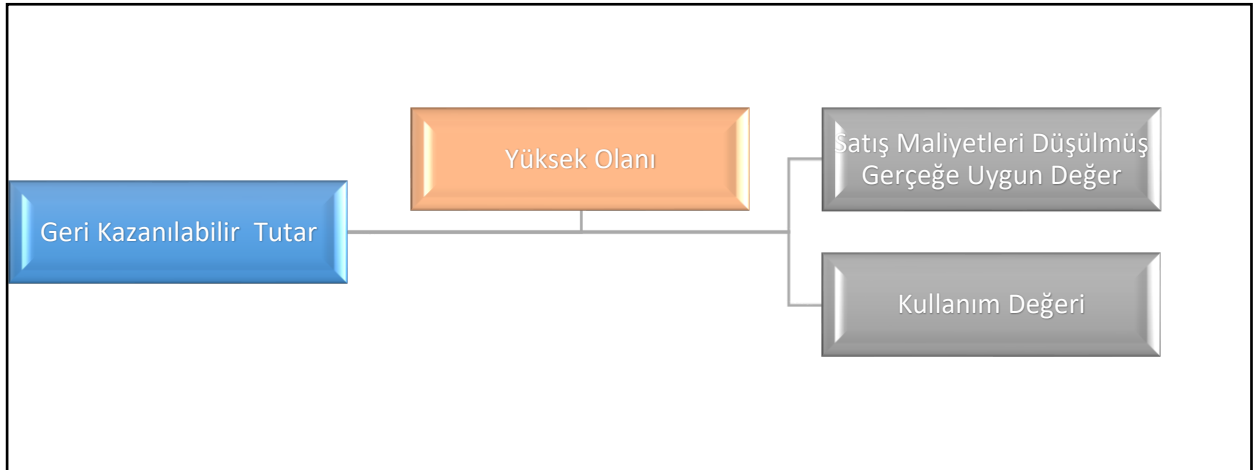 Yüksek Olanı
Satış Maliyetleri Düşülmüş
Gerçeğe Uygun Değer
Geri Kazanılabilir  Tutar
Kullanım Değeri